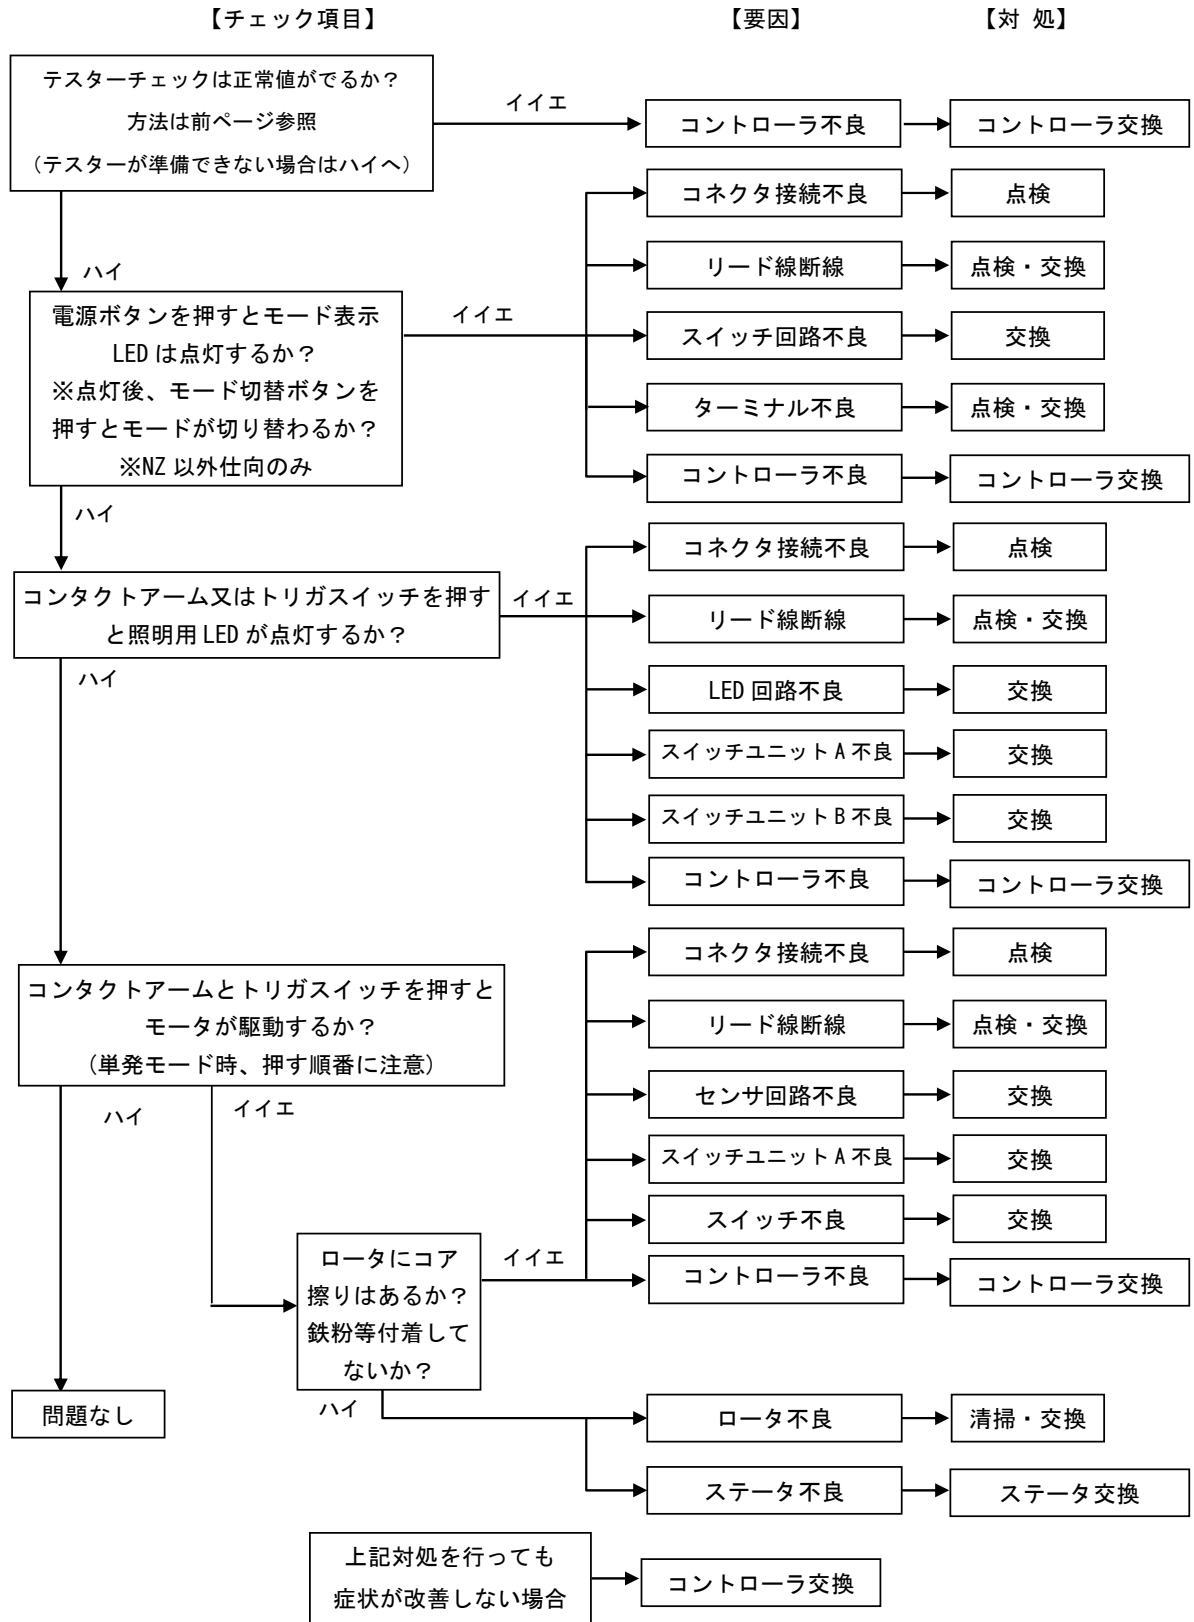 【チェック項目】
【要因】
【対 処】
テスターチェックは正常値がでるか？
方法は前ページ参照
（テスターが準備できない場合はハイへ）
イイエ
コントローラ不良
コントローラ交換
コネクタ接続不良
点検
リード線断線
点検・交換
ハイ
電源ボタンを押すとモード表示
LED は点灯するか？
※点灯後、モード切替ボタンを
押すとモードが切り替わるか？
※NZ 以外仕向のみ
イイエ
スイッチ回路不良
交換
ターミナル不良
点検・交換
コントローラ不良
コントローラ交換
ハイ
コネクタ接続不良
点検
コンタクトアーム又はトリガスイッチを押す
と照明用 LED が点灯するか？
イイエ
リード線断線
点検・交換
ハイ
LED 回路不良
交換
スイッチユニット A 不良
交換
スイッチユニット B 不良
交換
コントローラ不良
コントローラ交換
コネクタ接続不良
点検
コンタクトアームとトリガスイッチを押すと
モータが駆動するか？
（単発モード時、押す順番に注意）
リード線断線
点検・交換
ハイ
イイエ
センサ回路不良
交換
スイッチユニット A 不良
交換
スイッチ不良
交換
ロータにコア
擦りはあるか？
鉄粉等付着して
ないか？
イイエ
コントローラ不良
コントローラ交換
問題なし
ハイ
ロータ不良
清掃・交換
ステータ不良
ステータ交換
上記対処を行っても
症状が改善しない場合
コントローラ交換